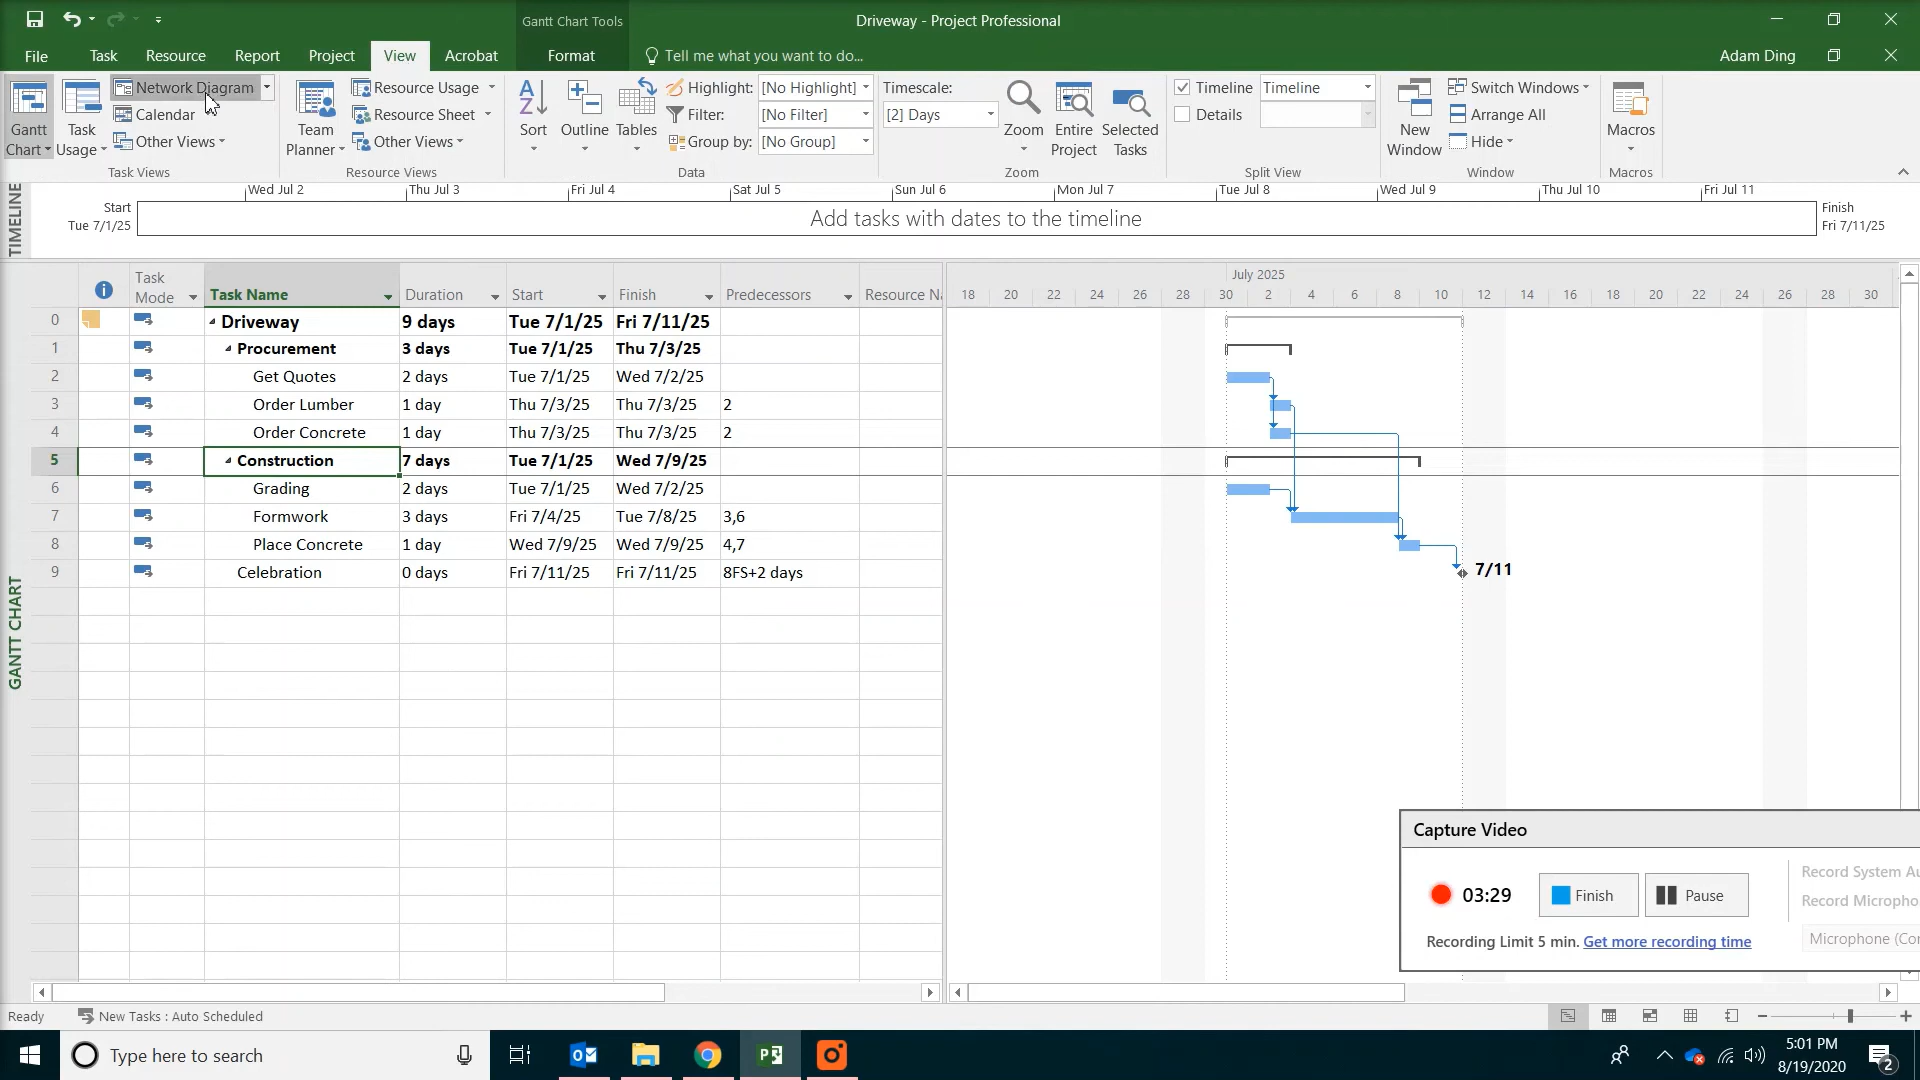 Gantt Chart Tools
Driveway - Project Professional
File Task Resource Report Project View Acrobat Format Tell me what you want to do... Adam Ding
Gantt Chart
Task Usage
Network Diagram
Calendar
Other Views
Task Views
Team Planner
Resource Usage
Resource Sheet
Other Views
Resource Views
Sort
Outline
Tables
Highlight: [No Highlight]
Filter: [No Filter]
Group by: [No Group]
Data
Timescale:
[2] Days
Zoom
Entire Project
Selected Tasks
Zoom
Timeline Timeline
Details
Split View
New Window
Switch Windows
Arrange All
Hide
Window
Macros
Macros
TIMELINE
Wed Jul 2 Thu Jul 3 Fri Jul 4 Sat Jul 5 Sun Jul 6 Mon Jul 7 Tue Jul 8 Wed Jul 9 Thu Jul 10 Fri Jul 11
Start
Tue 7/1/25
Add tasks with dates to the timeline
Finish
Fri 7/11/25
GANTT CHART
Task Mode Task Name Duration Start Finish Predecessors Resource Na
July 2025
18 20 22 24 26 28 30 2 4 6 8 10 12 14 16 18 20 22 24 26 28 30
0 Driveway 9 days Tue 7/1/25 Fri 7/11/25
1 Procurement 3 days Tue 7/1/25 Thu 7/3/25
2 Get Quotes 2 days Tue 7/1/25 Wed 7/2/25
3 Order Lumber 1 day Thu 7/3/25 Thu 7/3/25 2
4 Order Concrete 1 day Thu 7/3/25 Thu 7/3/25 2
5 Construction 7 days Tue 7/1/25 Wed 7/9/25
6 Grading 2 days Tue 7/1/25 Wed 7/2/25
7 Formwork 3 days Fri 7/4/25 Tue 7/8/25 3,6
8 Place Concrete 1 day Wed 7/9/25 Wed 7/9/25 4,7
9 Celebration 0 days Fri 7/11/25 Fri 7/11/25 8FS+2 days
7/11
Capture Video
03:29 Finish Pause
Record System Au
Record Micropho
Microphone (Cor
Recording Limit 5 min. Get more recording time
Ready New Tasks : Auto Scheduled
Type here to search
5:01 PM
8/19/2020
2